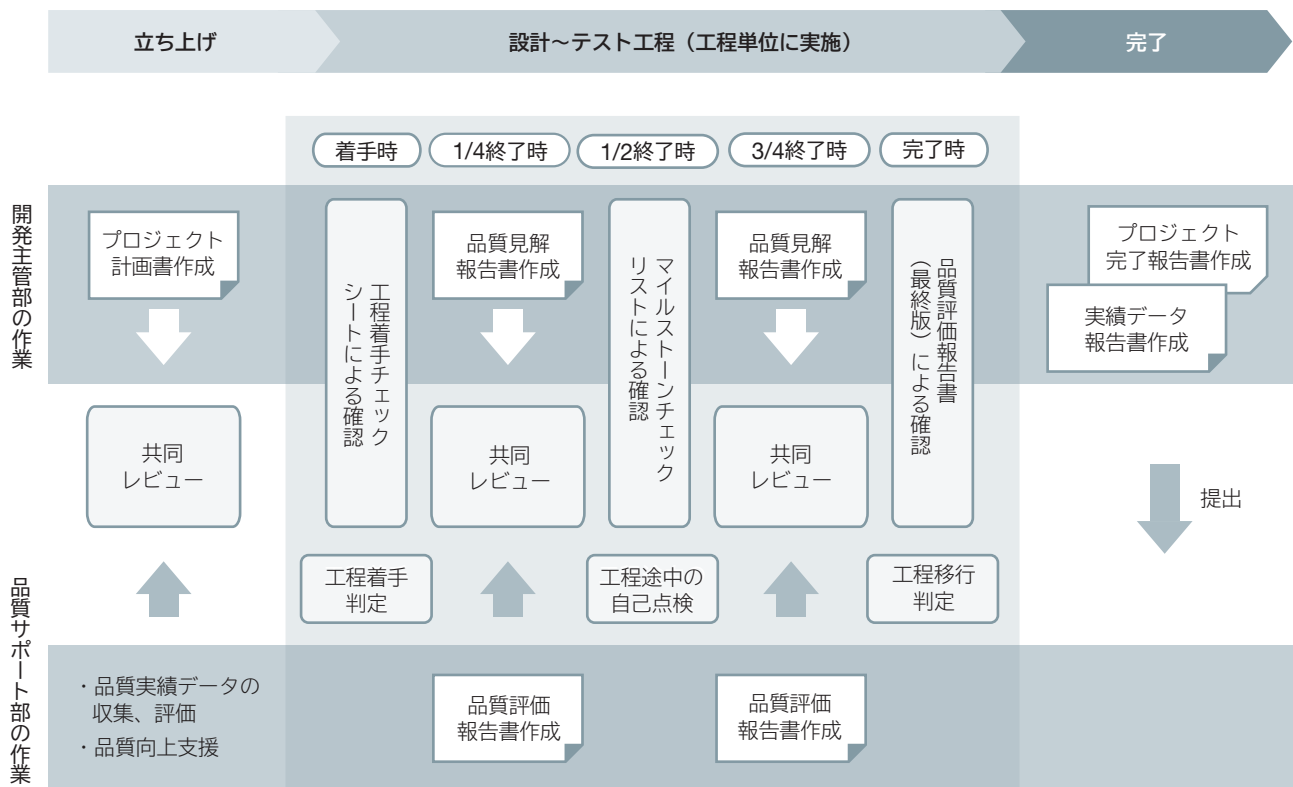 立ち上げ
設計～テスト工程（工程単位に実施）
完了
着手時
1/4終了時
1/2終了時
3/4終了時
完了時
開発主管部の作業
プロジェクト
計画書作成
工程着手チェック
シートによる確認
品質見解
報告書作成
マイルストーンチェック
リストによる確認
品質見解
報告書作成
品質評価報告書
（最終版）による確認
プロジェクト
完了報告書作成
実績データ
報告書作成
共同
レビュー
共同
レビュー
共同
レビュー
提出
工程着手
判定
工程途中の
自己点検
工程移行
判定
品質サポート部の作業
・品質実績データの
収集、評価
・品質向上支援
品質評価
報告書作成
品質評価
報告書作成